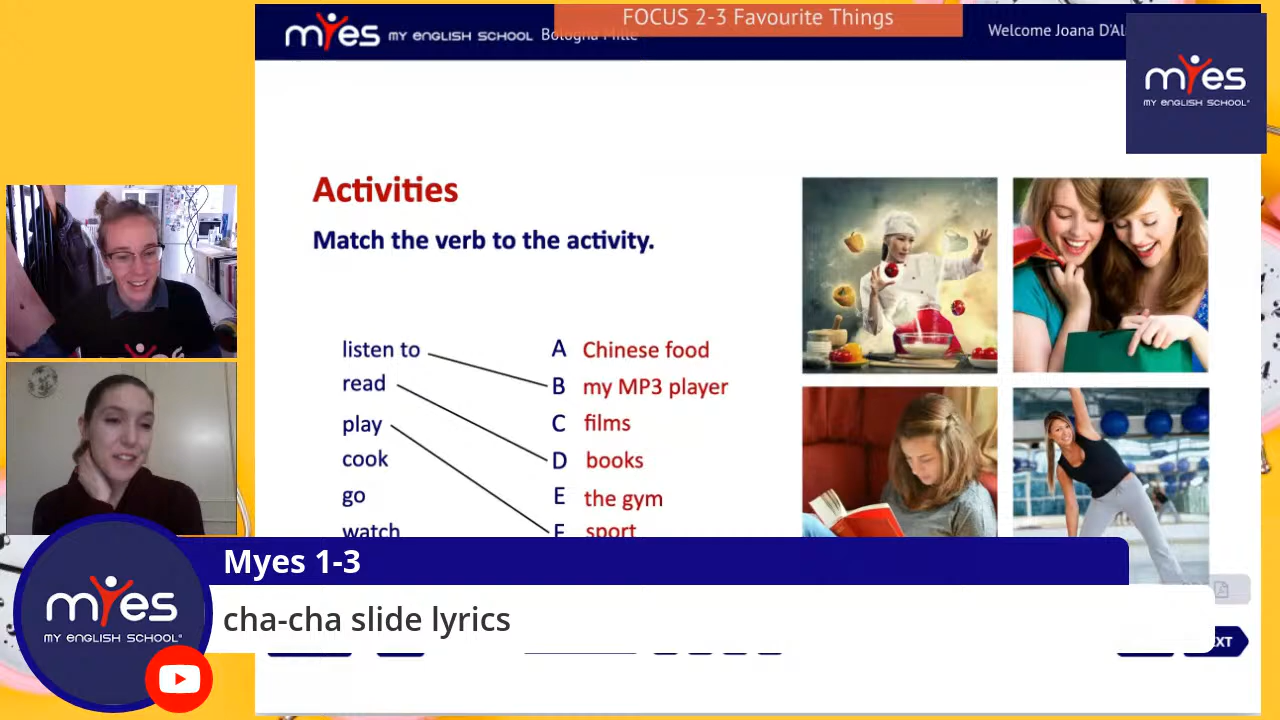 FOCUS 2-3 Favourite Things
myes MY ENGLISH SCHOOL Bologna Mille
Welcome Joana
myes
MY ENGLISH SCHOOL®
Activities
Match the verb to the activity.
listen to A Chinese food
read B my MP3 player
play C films
cook D books
go E the gym
watch F sport
Myes 1-3
cha-cha slide lyrics
myes
MY ENGLISH SCHOOL®